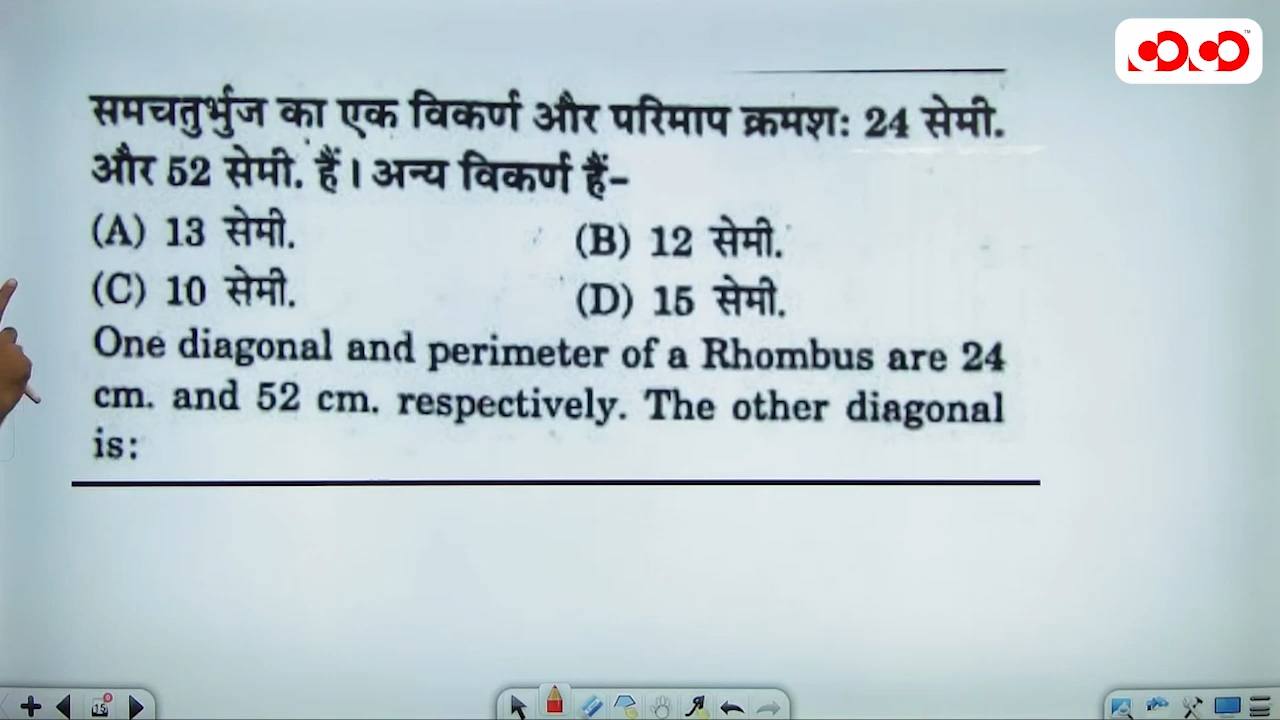 समचतुर्भुज का एक विकर्ण और परिमाप क्रमश: 24 सेमी.
और 52 सेमी. हैं। अन्य विकर्ण हैं-
(A) 13 सेमी. (B) 12 सेमी.
(C) 10 सेमी. (D) 15 सेमी.
One diagonal and perimeter of a Rhombus are 24
cm. and 52 cm. respectively. The other diagonal
is: